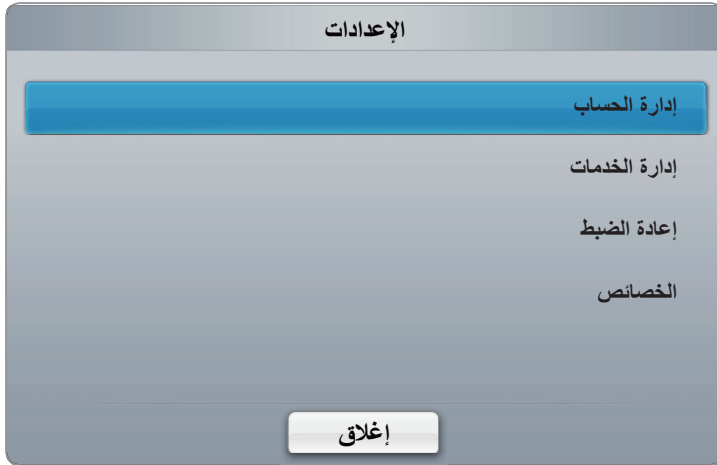 الإعدادات
إدارة الحساب
إدارة الخدمات
إعادة الضبط
الخصائص
إغلاق